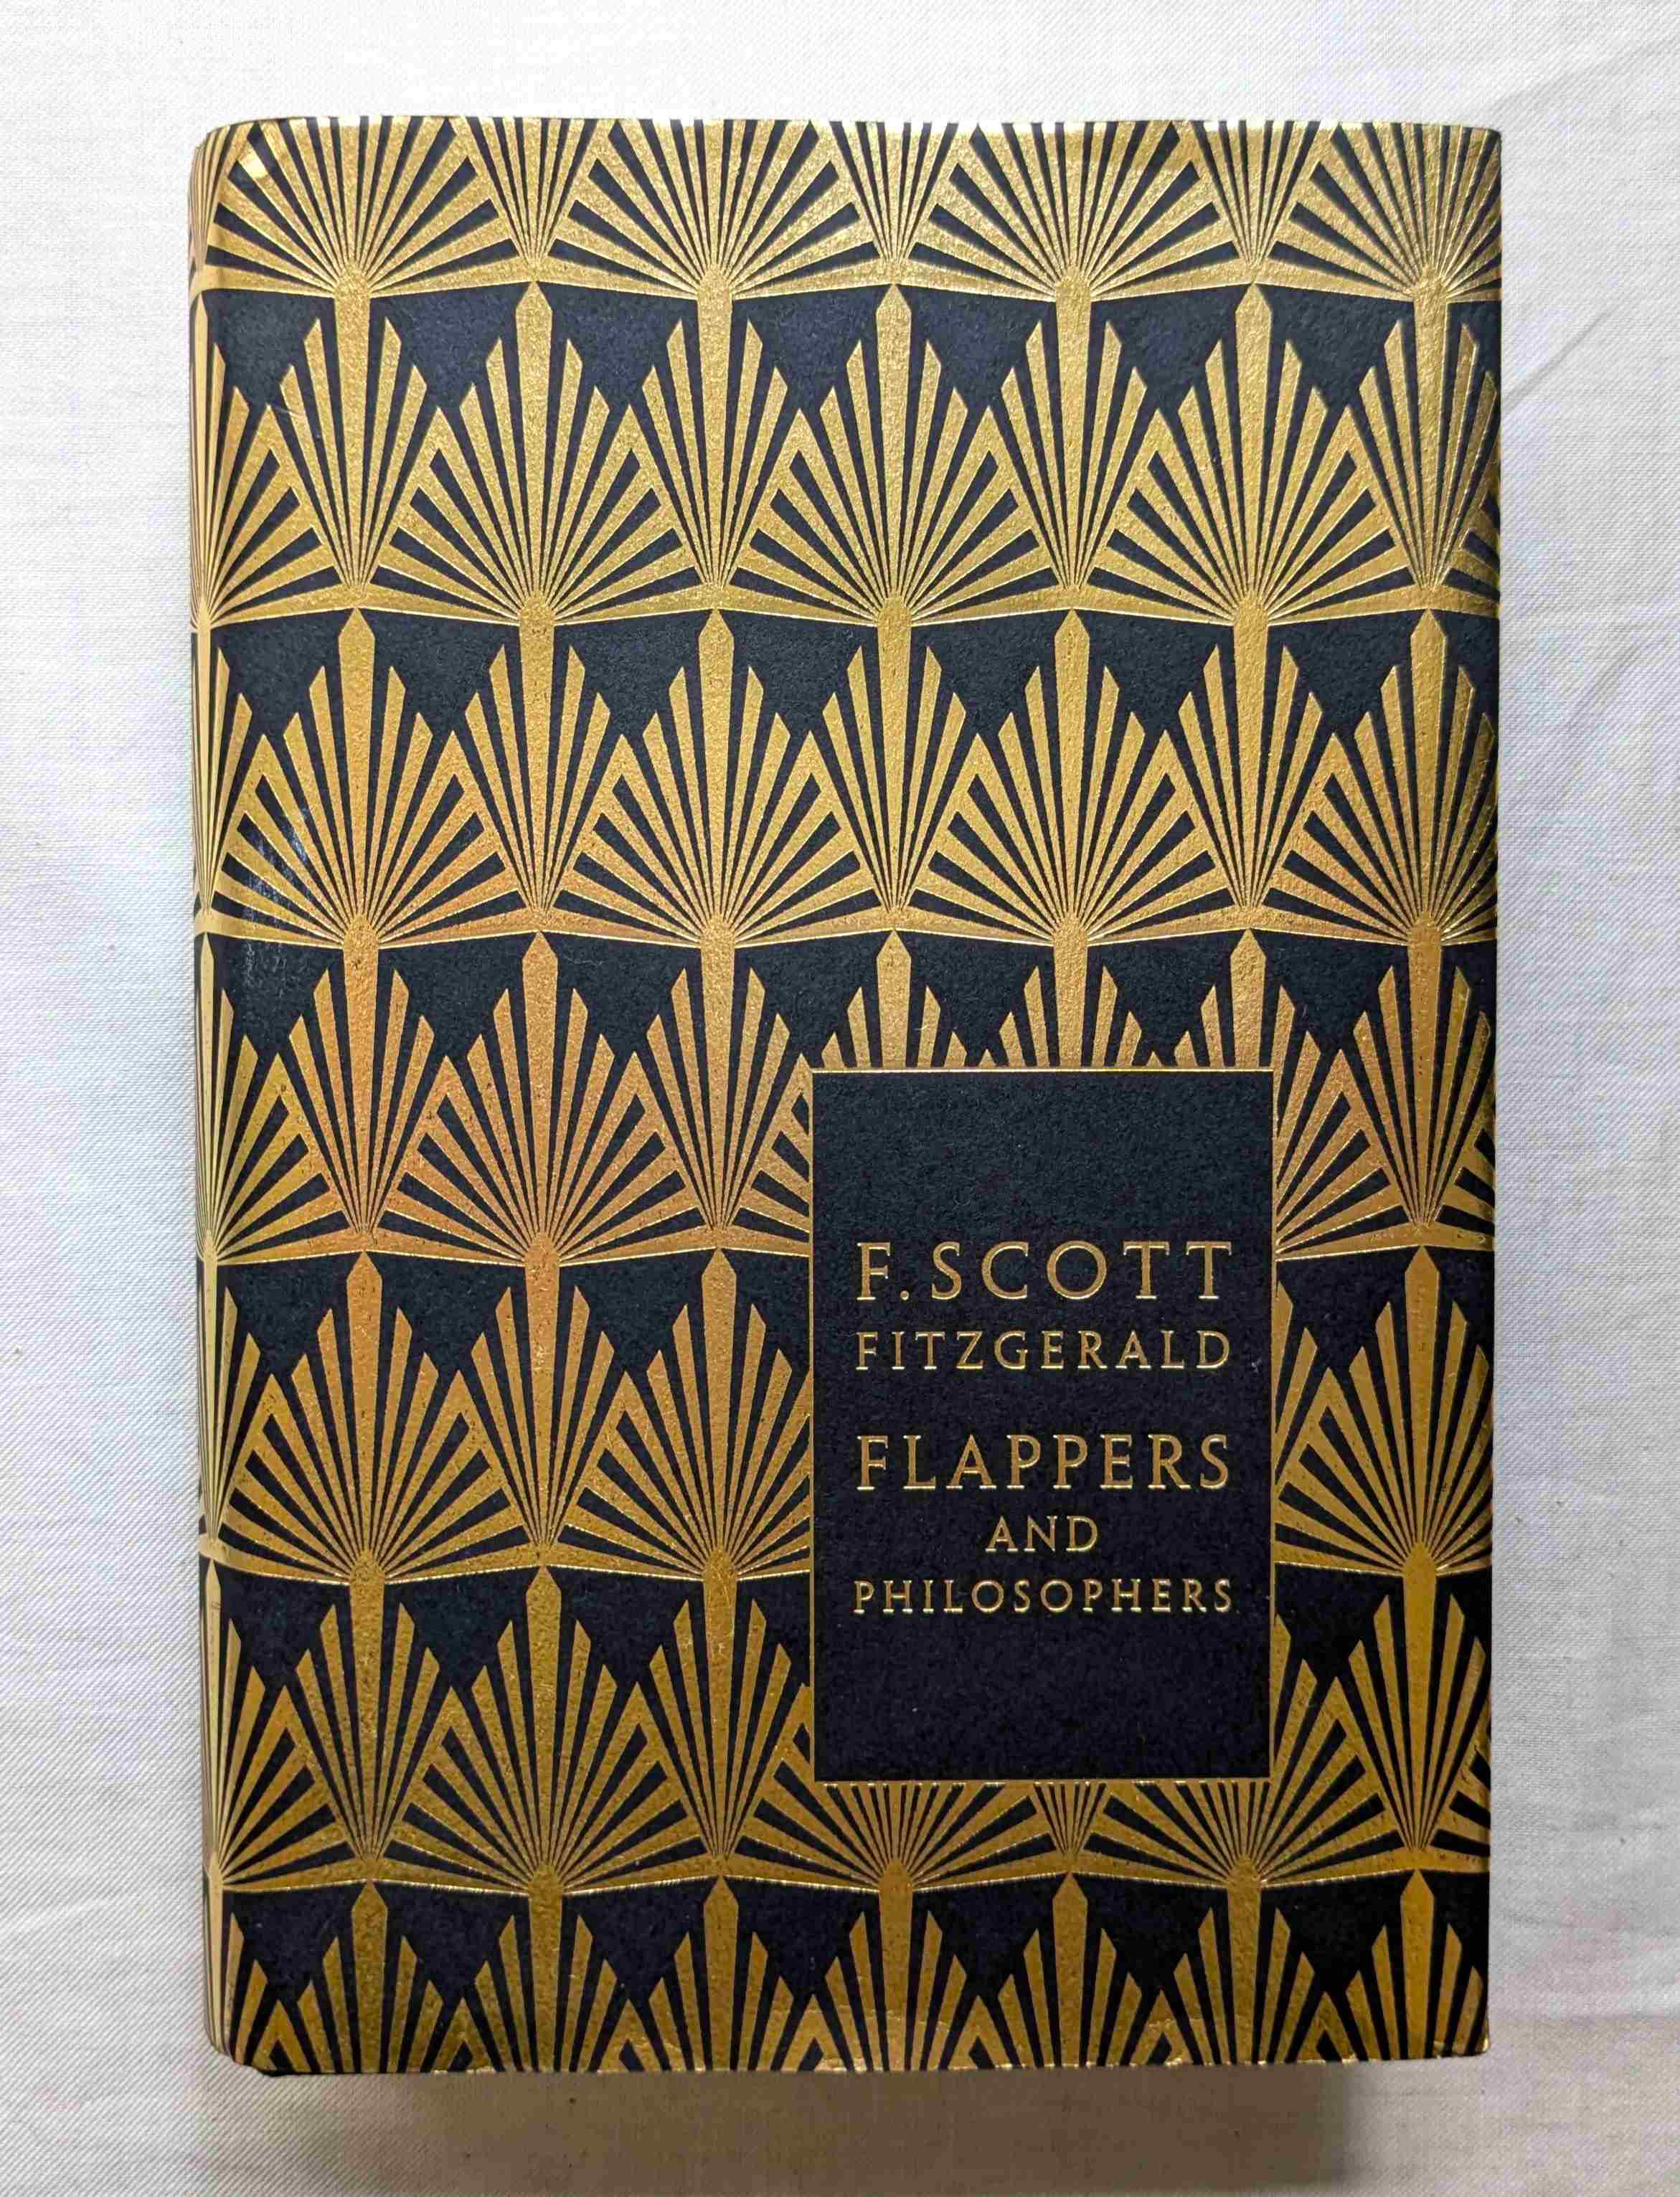 F. SCOTT
FITZGERALD
FLAPPERS
AND
PHILOSOPHERS